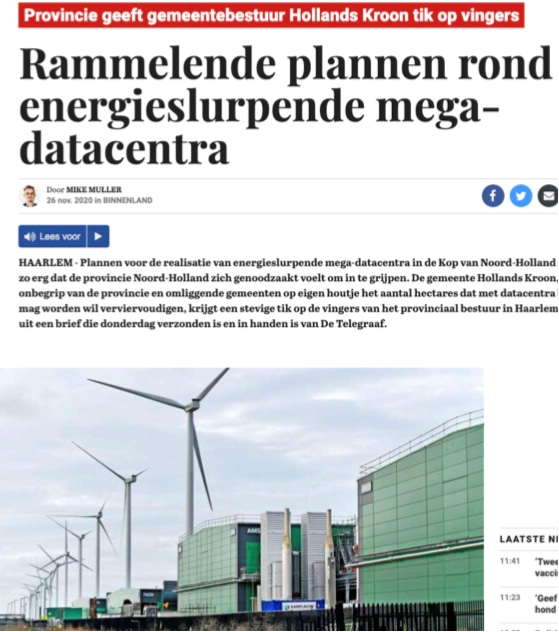 Provincie geeft gemeentebestuur Hollands Kroon tik op vingers
Rammelende plannen rond
energieslurpende mega-
datacentra
Door MIKE MULLER
26 nov. 2020 in BINNENLAND
Lees voor
HAARLEM - Plannen voor de realisatie van energieslurpende mega-datacentra in de Kop van Noord-Holland
zo erg dat de provincie Noord-Holland zich genoodzaakt voelt om in te grijpen. De gemeente Hollands Kroon,
onbegrip van de provincie en omliggende gemeenten op eigen houtje het aantal hectares dat met datacentra
mag worden wil verviervoudigen, krijgt een stevige tik op de vingers van het provinciaal bestuur in Haarlem
uit een brief die donderdag verzonden is en in handen is van De Telegraaf.
AMS
LAATSTE NI
11:41 'Twee
vacci
11:23 'Geef
hond